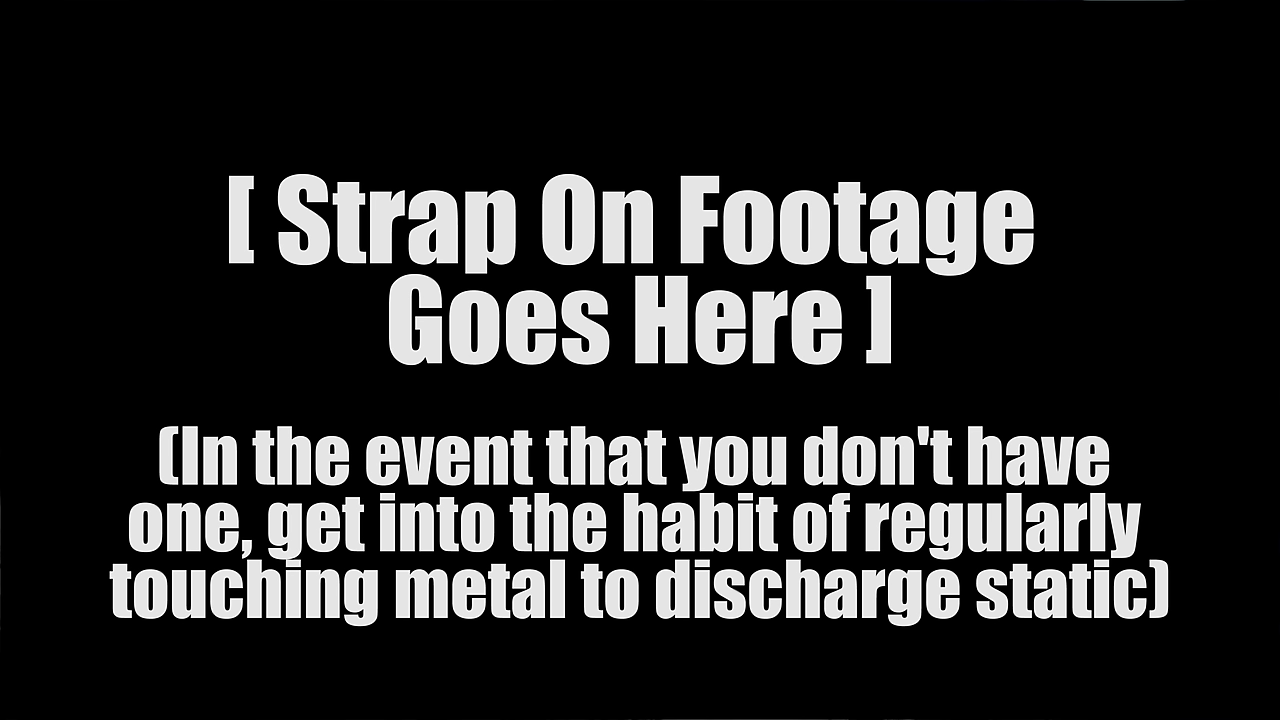 [ Strap On Footage
Goes Here ]
(In the event that you don't have
one, get into the habit of regularly
touching metal to discharge static)